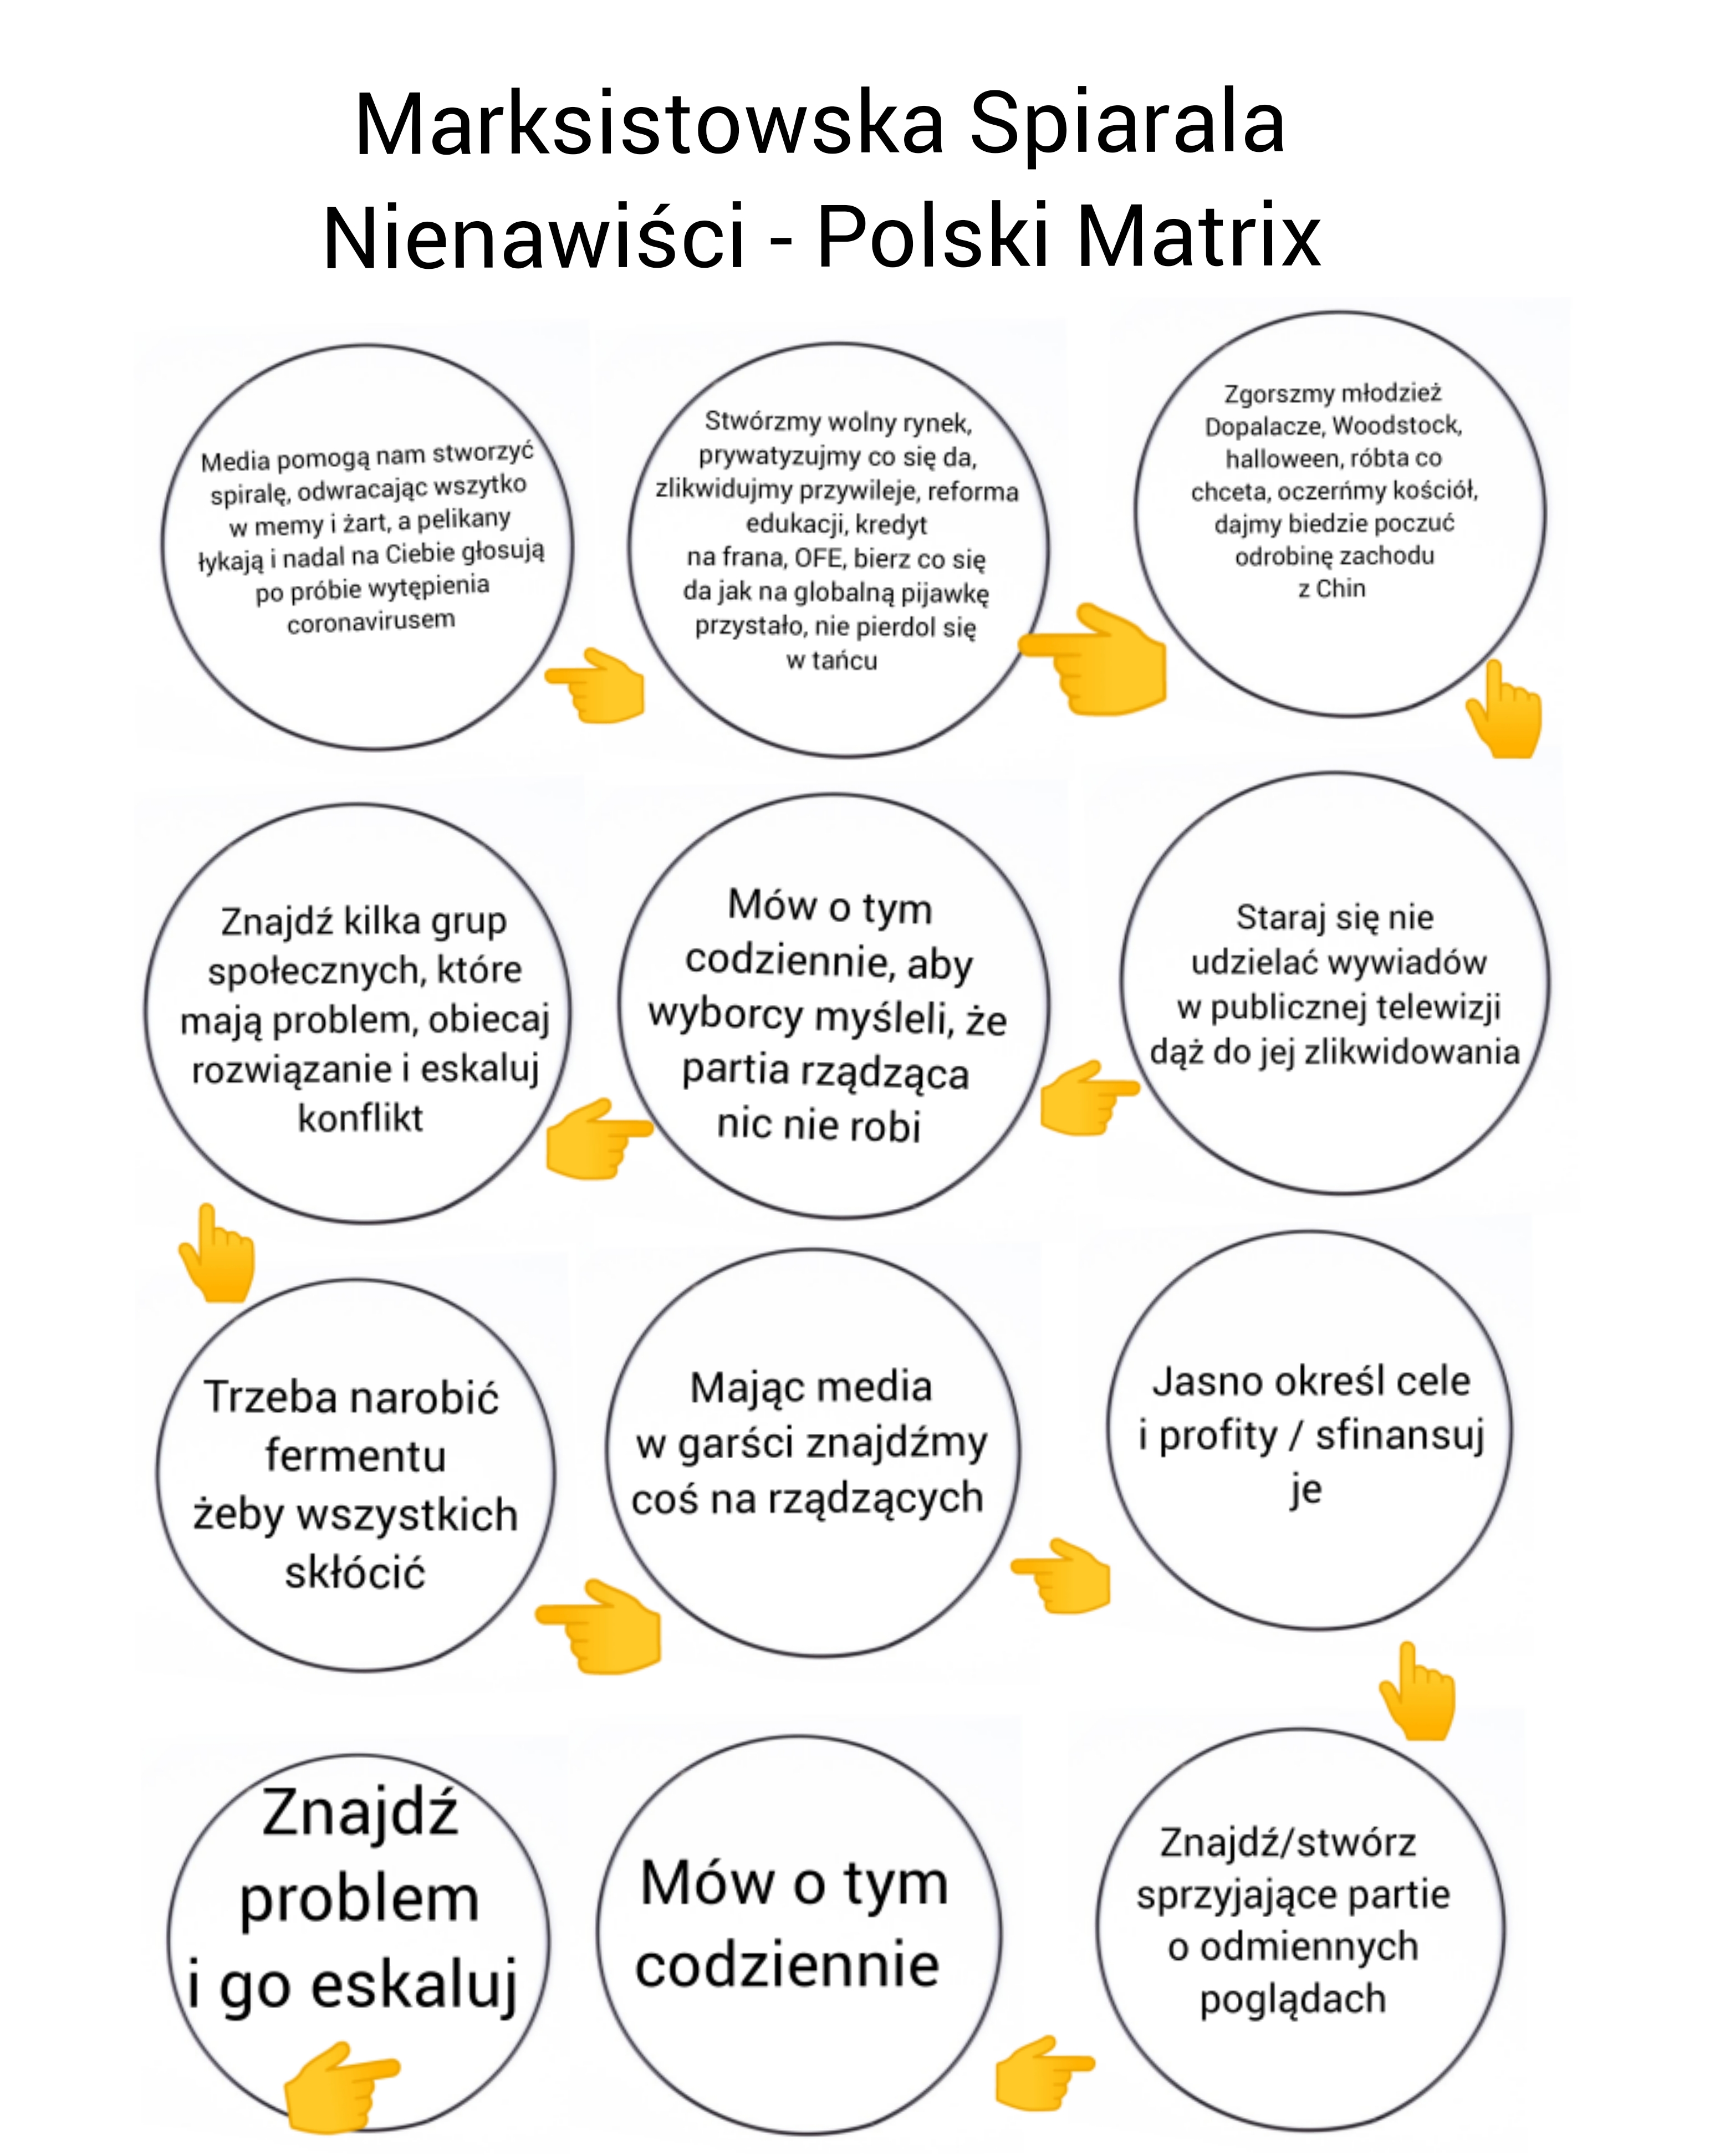 Marksistowska Spiarala
Nienawiści - Polski Matrix
Media pomogą nam stworzyć
spiralę, odwracając wszytko
w memy i żart, a pelikany
łykają i nadal na Ciebie głosują
po próbie wytępienia
coronavirusem
Stwórzmy wolny rynek,
prywatyzujmy co się da,
zlikwidujmy przywileje, reforma
edukacji, kredyt
na frana, OFE, bierz co się
da jak na globalną pijawkę
przystało, nie pierdol się
w tańcu
Zgorszmy młodzież
Dopalacze, Woodstock,
halloween, róbta co
chceta, oczerńmy kościół,
dajmy biedzie poczuć
odrobinę zachodu
z Chin
Znajdź kilka grup
społecznych, które
mają problem, obiecaj
rozwiązanie i eskaluj
konflikt
Mów o tym
codziennie, aby
wyborcy myśleli, że
partia rządząca
nic nie robi
Staraj się nie
udzielać wywiadów
w publicznej telewizji
dąż do jej zlikwidowania
Trzeba narobić
fermentu
żeby wszystkich
skłócić
Mając media
w garści znajdźmy
coś na rządzących
Jasno określ cele
i profity / sfinansuj
je
Znajdź
problem
i go eskaluj
Mów o tym
codziennie
Znajdź/stwórz
sprzyjające partie
o odmiennych
poglądach